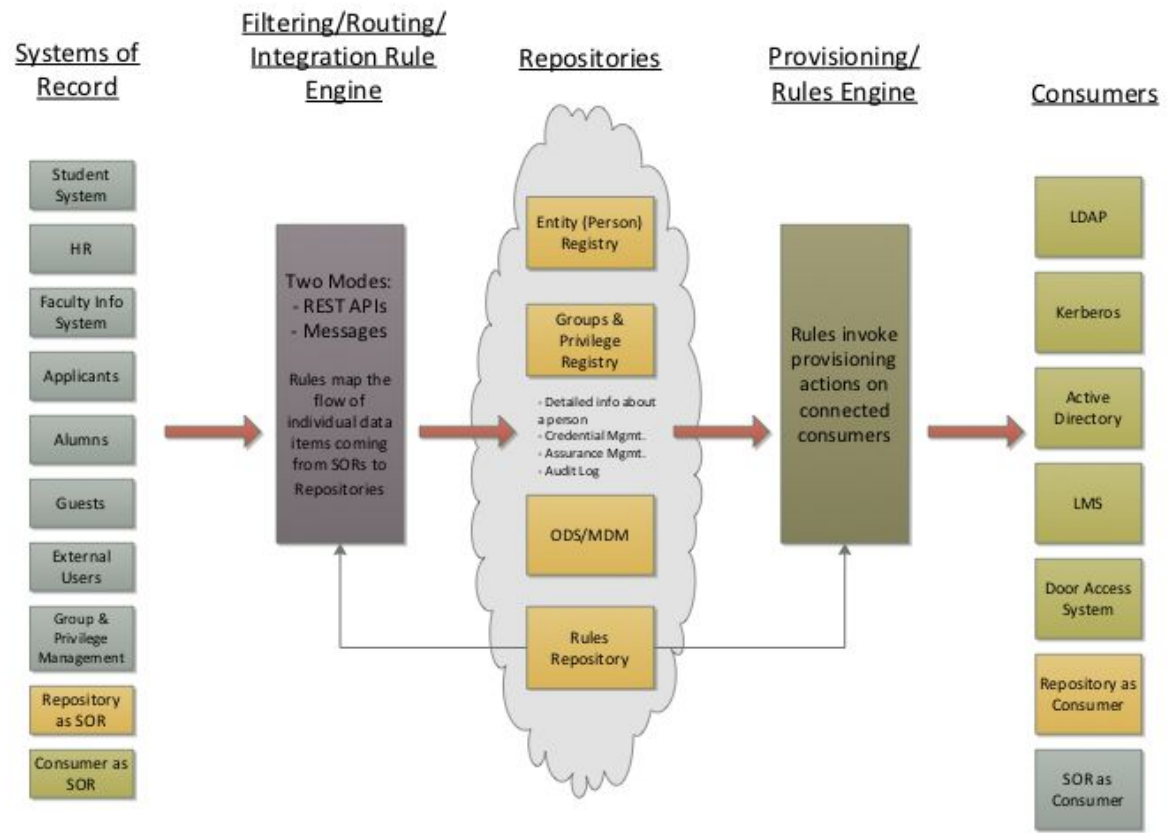 Systems of
Record
Filtering/Routing/
Integration Rule
Engine
Repositories
Provisioning/
Rules Engine
Consumers
Student
System
HR
Faculty Info
System
Applicants
Alumns
Guests
External
Users
Group &
Privilege
Management
Repository
as SOR
Consumer as
SOR
Two Modes:
- REST APIs
- Messages
Rules map the
flow of
individual data
items coming
from SORs to
Repositories
Entity (Person)
Registry
Groups &
Privilege
Registry
- Detailed info about
a person
- Credential Mgmt.
- Assurance Mgmt.
- Audit Log
ODS/MDM
Rules
Repository
Rules invoke
provisioning
actions on
connected
consumers
LDAP
Kerberos
Active
Directory
LMS
Door Access
System
Repository as
Consumer
SOR as
Consumer